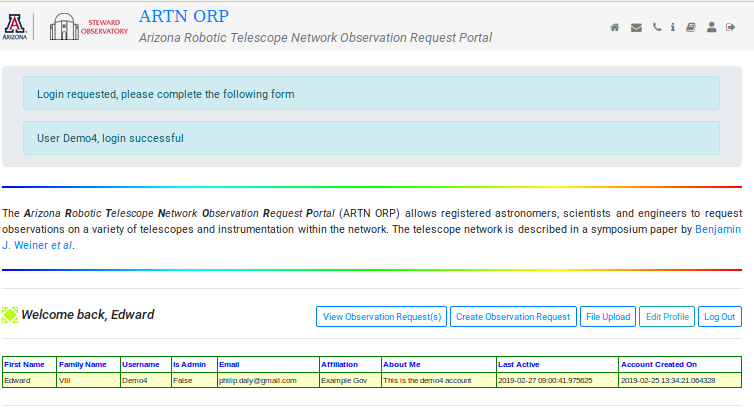 ARTN ORP
A
ARIZONA
STEWARD
OBSERVATORY
Arizona Robotic Telescope Network Observation Request Portal
Login requested, please complete the following form
User Demo4, login successful
The Arizona Robotic Telescope Network Observation Request Portal (ARTN ORP) allows registered astronomers, scientists and engineers to request
observations on a variety of telescopes and instrumentation within the network. The telescope network is described in a symposium paper by Benjamin
J. Weiner et al.
Welcome back, Edward
View Observation Request(s) Create Observation Request File Upload Edit Profile Log Out
First Name Family Name Username Is Admin Email Affiliation About Me Last Active Account Created On
Edward VIII Demo4 False philip.daly@gmail.com Example Gov This is the demo4 account 2019-02-27 09:00:41.975625 2019-02-25 13:34:21.064328